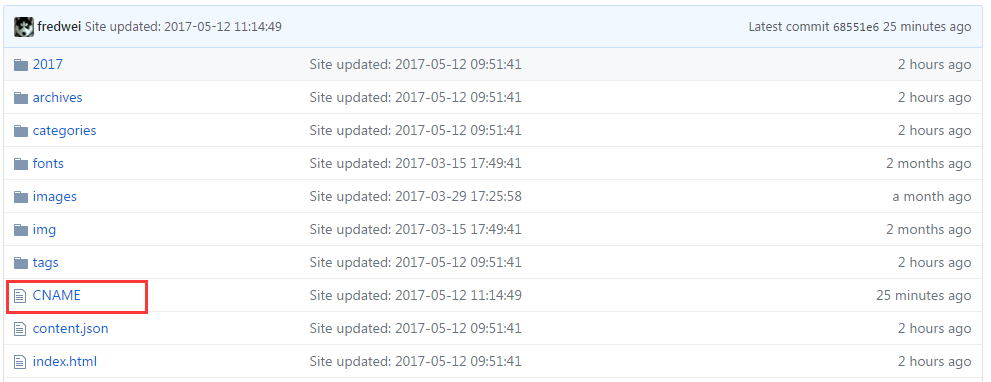 fredwei Site updated: 2017-05-12 11:14:49 Latest commit 68551e6 25 minutes ago
2017 Site updated: 2017-05-12 09:51:41 2 hours ago
archives Site updated: 2017-05-12 09:51:41 2 hours ago
categories Site updated: 2017-05-12 09:51:41 2 hours ago
fonts Site updated: 2017-03-15 17:49:41 2 months ago
images Site updated: 2017-03-29 17:25:58 a month ago
img Site updated: 2017-03-15 17:49:41 2 months ago
tags Site updated: 2017-05-12 09:51:41 2 hours ago
CNAME Site updated: 2017-05-12 11:14:49 25 minutes ago
content.json Site updated: 2017-05-12 09:51:41 2 hours ago
index.html Site updated: 2017-05-12 09:51:41 2 hours ago